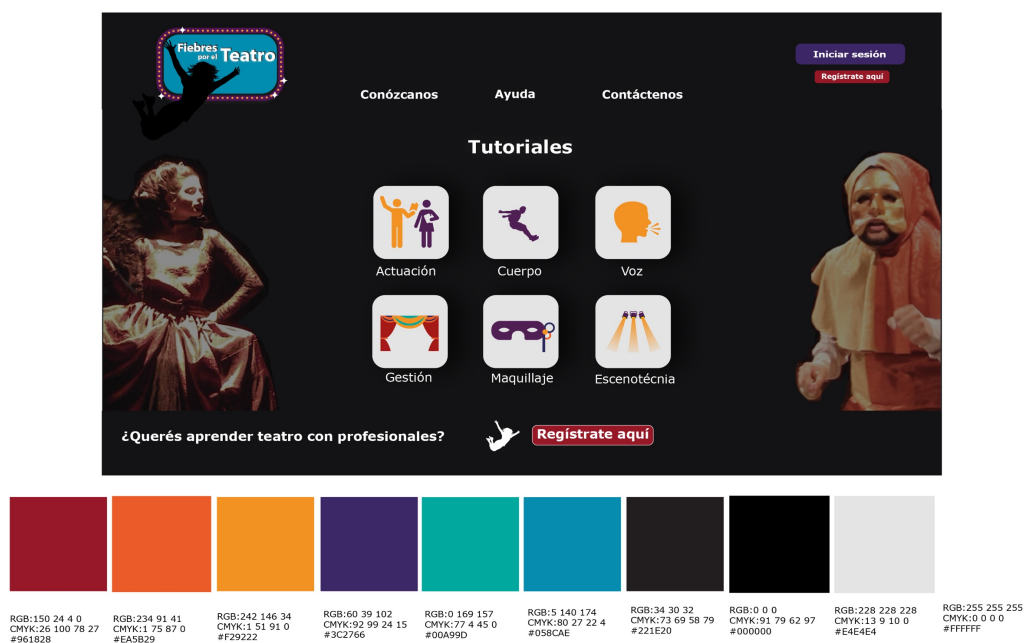 Fiebres
por el Teatro
Iniciar sesión
Regístrate aquí
Conózcanos Ayuda Contáctenos
Tutoriales
Actuación Cuerpo Voz
Gestión Maquillaje Escenotécnia
¿Querés aprender teatro con profesionales? Regístrate aquí
RGB:150 24 4 0
CMYK:26 100 78 27
#961828
RGB:234 91 41
CMYK:1 75 87 0
#EA5B29
RGB:242 146 34
CMYK:1 51 91 0
#F29222
RGB:60 39 102
CMYK:92 99 24 15
#3C2766
RGB:0 169 157
CMYK:77 4 45 0
#00A99D
RGB:5 140 174
CMYK:80 27 22 4
#058CAE
RGB:34 30 32
CMYK:73 69 58 79
#221E20
RGB:0 0 0
CMYK:91 79 62 97
#000000
RGB:228 228 228
CMYK:13 9 10 0
#E4E4E4
RGB:255 255 255
CMYK:0 0 0 0
#FFFFFF